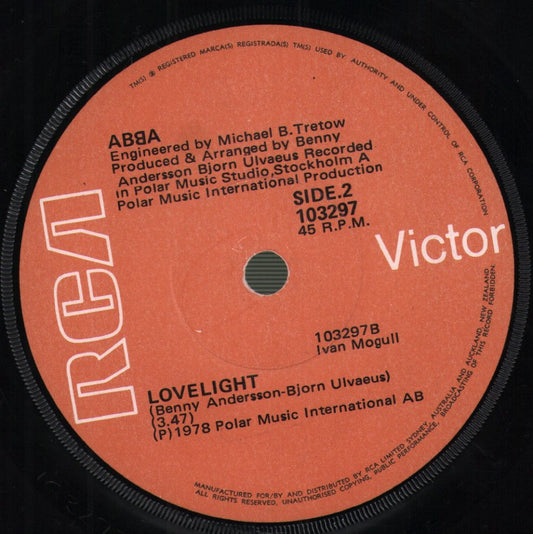 TM(S) ® REGISTERED MARCA(S) REGISTRADA(S) TM(S) USED BY AUTHORITY AND UNDER CONTROL OF RCA CORPORATION
ABBA
Engineered by Michael B.Tretow
Produced & Arranged by Benny
Andersson Bjorn Ulvaeus Recorded
in Polar Music Studio,Stockholm A
Polar Music International Production
SIDE.2
103297
45 R.P.M.
RCA
Victor
103297B
Ivan Mogull
LOVELIGHT
(Benny Andersson-Bjorn Ulvaeus)
(3.47)
(P)1978 Polar Music International AB
MANUFACTURED FOR/BY AND DISTRIBUTED BY RCA LIMITED SYDNEY, AUSTRALIA AND AUCKLAND, NEW ZEALAND.
ALL RIGHTS RESERVED, UNAUTHORISED COPYING, PUBLIC PERFORMANCE, BROADCASTING OF THIS RECORD FORBIDDEN.